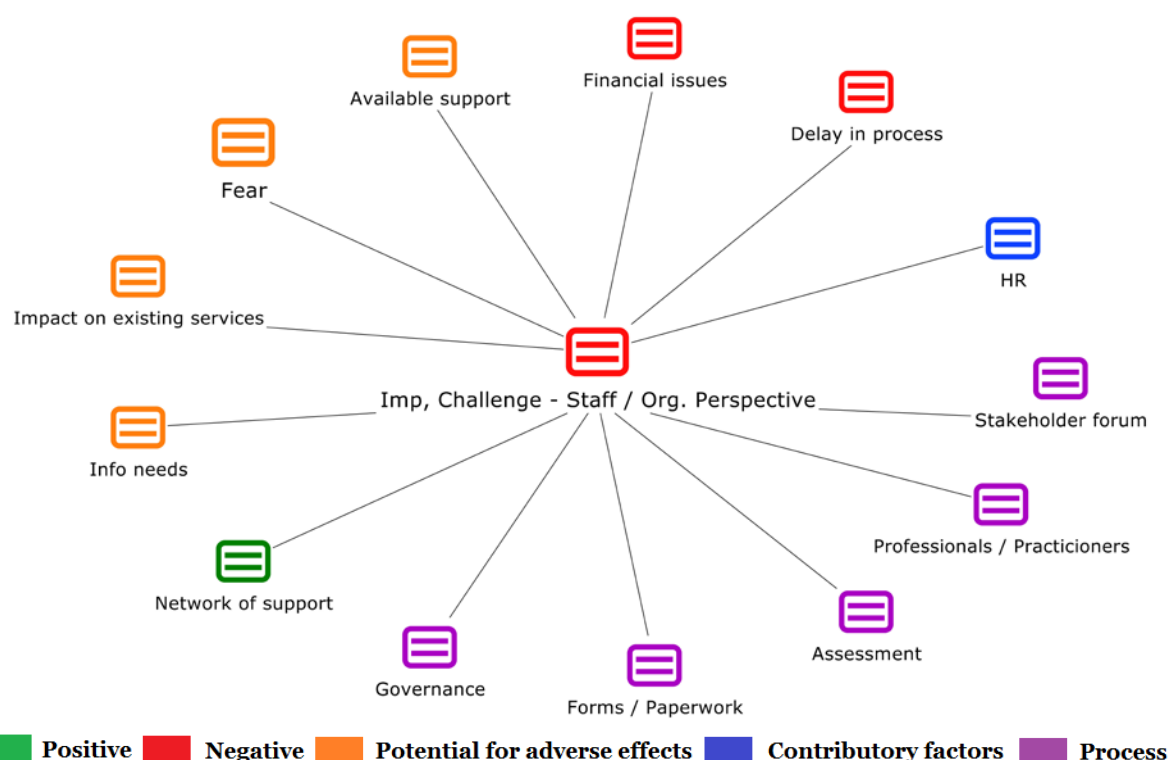 Financial issues
Available support
Delay in process
Fear
HR
Impact on existing services
Imp, Challenge - Staff / Org. Perspective
Stakeholder forum
Info needs
Professionals / Practicioners
Network of support
Assessment
Governance
Forms / Paperwork
Positive Negative Potential for adverse effects Contributory factors Process